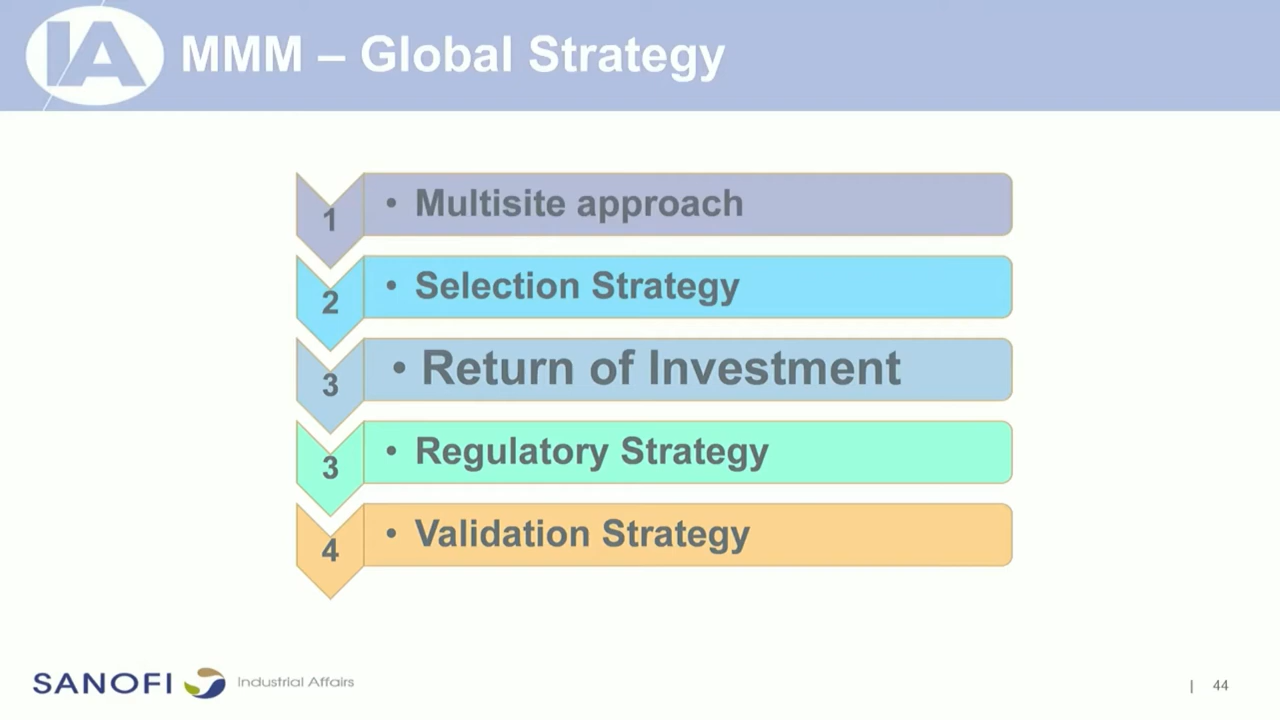 IA MMM – Global Strategy
1 • Multisite approach
2 • Selection Strategy
3 • Return of Investment
3 • Regulatory Strategy
4 • Validation Strategy
SANOFI Industrial Affairs | 44